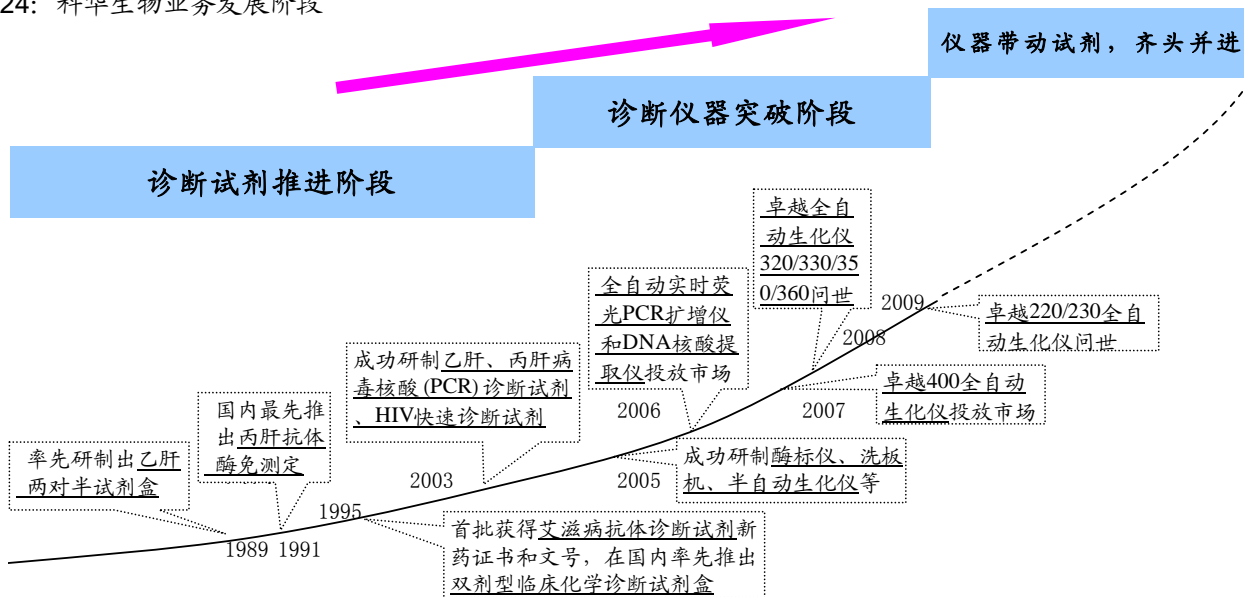 24: 科华生物业务发展阶段
仪器带动试剂，齐头并进
诊断仪器突破阶段
诊断试剂推进阶段
卓越全自
动生化仪
320/330/35
0/360问世
全自动实时荧
光PCR扩增仪
和DNA核酸提
取仪投放市场
2009
卓越220/230全自
动生化仪问世
2008
成功研制乙肝、丙肝病
毒核酸(PCR)诊断试剂
、HIV快速诊断试剂
卓越400全自动
生化仪投放市场
国内最先推
出丙肝抗体
酶免测定
2006
2007
率先研制出乙肝
两对半试剂盒
成功研制酶标仪、洗板
机、半自动生化仪等
2003
2005
1995
首批获得艾滋病抗体诊断试剂新
药证书和文号，在国内率先推出
双剂型临床化学诊断试剂盒
1989 1991